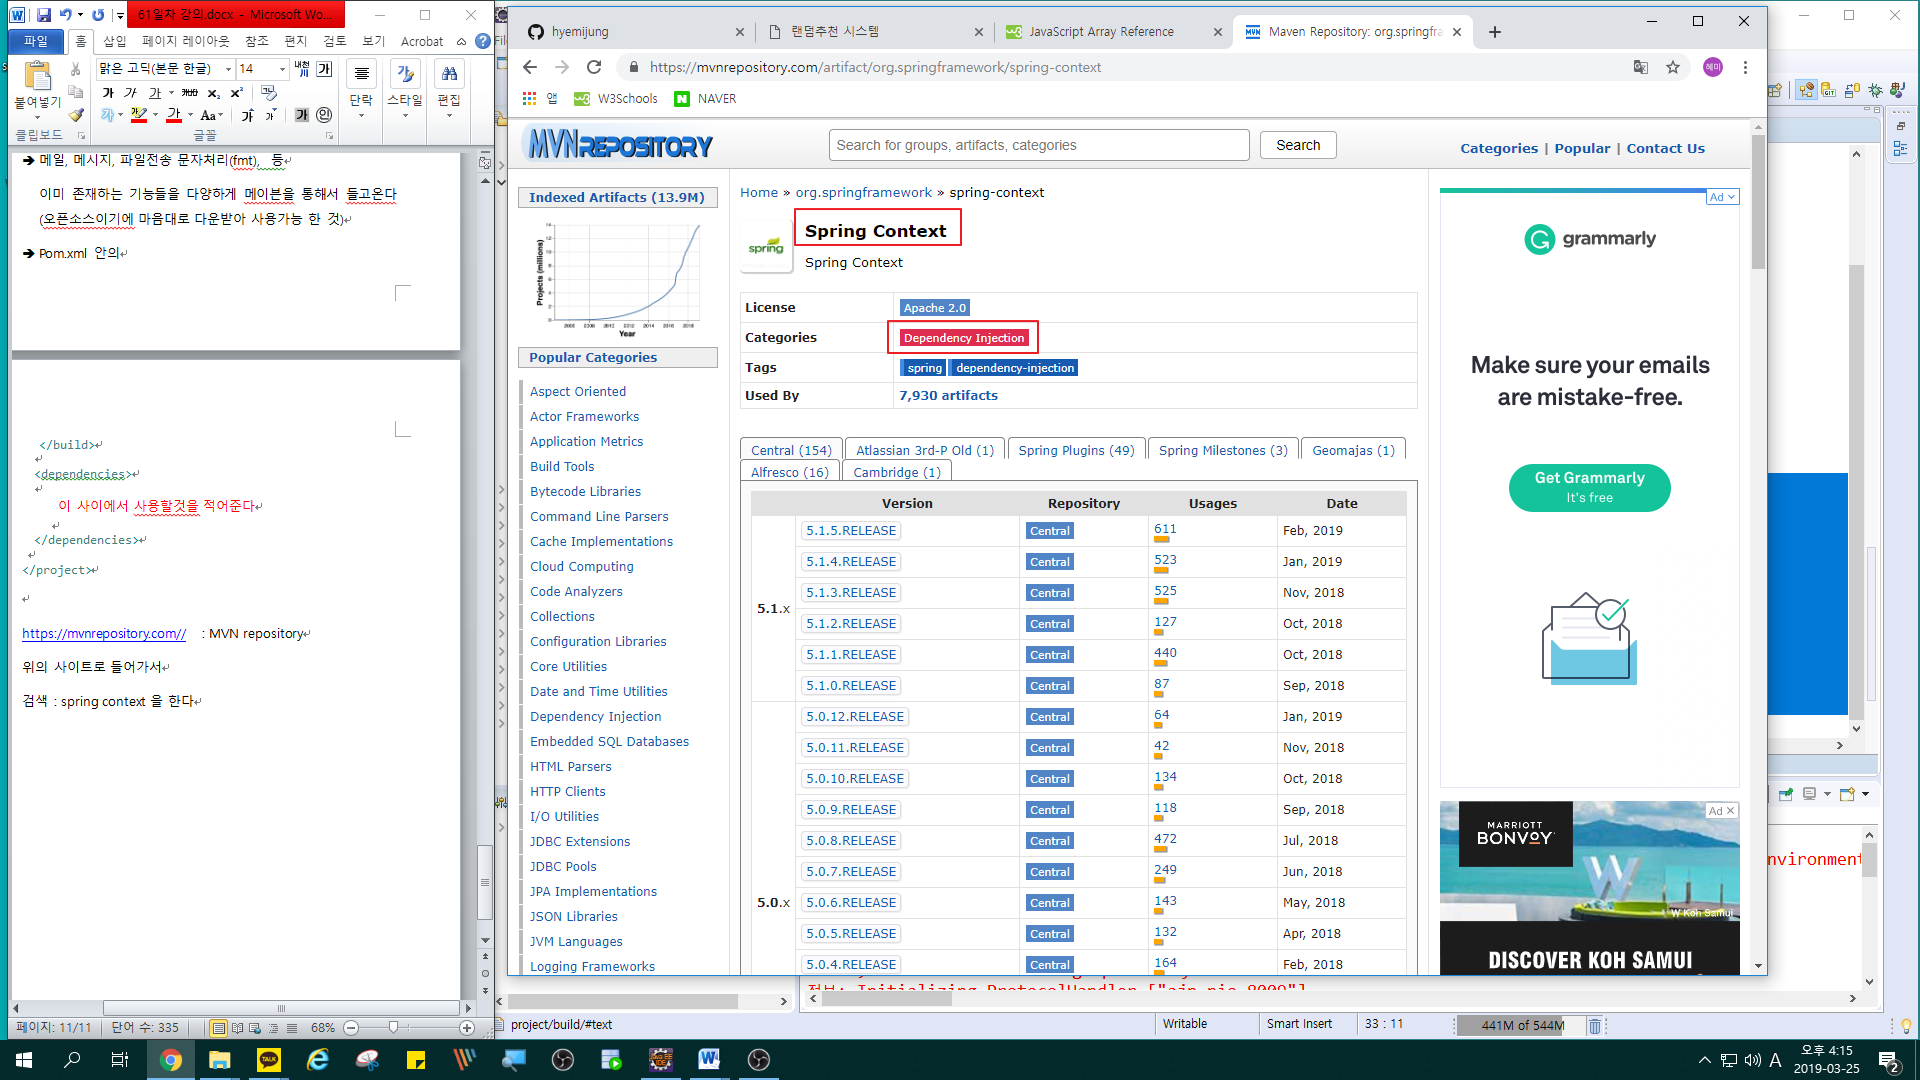 61일차 강의.docx - Microsoft Wo...
파일 홈 삽입 페이지 레이아웃 참조 편지 검토 보기 Acrobat
맑은 고딕(본문 한글) 14
붙여넣기
단락 스타일 편집
클립보드 글꼴
➔ 메일, 메시지, 파일전송 문자처리(fmt), 등
이미 존재하는 기능들을 다양하게 메이븐을 통해서 들고온다
(오픈소스이기에 마음대로 다운받아 사용가능 한 것)
➔ Pom.xml 안의
</build>
<dependencies>
이 사이에서 사용할것을 적어준다
</dependencies>
</project>
https://mvnrepository.com// : MVN repository
위의 사이트로 들어가서
검색 : spring context 을 한다
페이지: 11/11 단어 수: 335 68%
hyemijung
랜덤추천 시스템
JavaScript Array Reference
Maven Repository: org.springfra
https://mvnrepository.com/artifact/org.springframework/spring-context
혜미
앱 W3Schools NAVER
MVNREPOSITORY
Search for groups, artifacts, categories
Search
Categories | Popular | Contact Us
Indexed Artifacts (13.9M)
Projects (millions)
Year
Popular Categories
Aspect Oriented
Actor Frameworks
Application Metrics
Build Tools
Bytecode Libraries
Command Line Parsers
Cache Implementations
Cloud Computing
Code Analyzers
Collections
Configuration Libraries
Core Utilities
Date and Time Utilities
Dependency Injection
Embedded SQL Databases
HTML Parsers
HTTP Clients
I/O Utilities
JDBC Extensions
JDBC Pools
JPA Implementations
JSON Libraries
JVM Languages
Logging Frameworks
Home » org.springframework » spring-context
spring
Spring Context
Spring Context
License Apache 2.0
Categories Dependency Injection
Tags spring dependency-injection
Used By 7,930 artifacts
Central (154) Atlassian 3rd-P Old (1) Spring Plugins (49) Spring Milestones (3) Geomajas (1)
Alfresco (16) Cambridge (1)
Version Repository Usages Date
5.1.x
5.1.5.RELEASE Central 611 Feb, 2019
5.1.4.RELEASE Central 523 Jan, 2019
5.1.3.RELEASE Central 525 Nov, 2018
5.1.2.RELEASE Central 127 Oct, 2018
5.1.1.RELEASE Central 440 Oct, 2018
5.1.0.RELEASE Central 87 Sep, 2018
5.0.x
5.0.12.RELEASE Central 64 Jan, 2019
5.0.11.RELEASE Central 42 Nov, 2018
5.0.10.RELEASE Central 134 Oct, 2018
5.0.9.RELEASE Central 118 Sep, 2018
5.0.8.RELEASE Central 472 Jul, 2018
5.0.7.RELEASE Central 249 Jun, 2018
5.0.6.RELEASE Central 143 May, 2018
5.0.5.RELEASE Central 132 Apr, 2018
5.0.4.RELEASE Central 164 Feb, 2018
Ad
grammarly
Make sure your emails
are mistake-free.
Get Grammarly
It's free
Ad
MARRIOTT
BONVOY
W Koh Samui
DISCOVER KOH SAMUI
nvironment
정보: Initializing ProtocolHandler ["ajp-nio-8009"]
project/build/#text Writable Smart Insert 33 : 11 441M of 544M
오후 4:15
2019-03-25
A
2